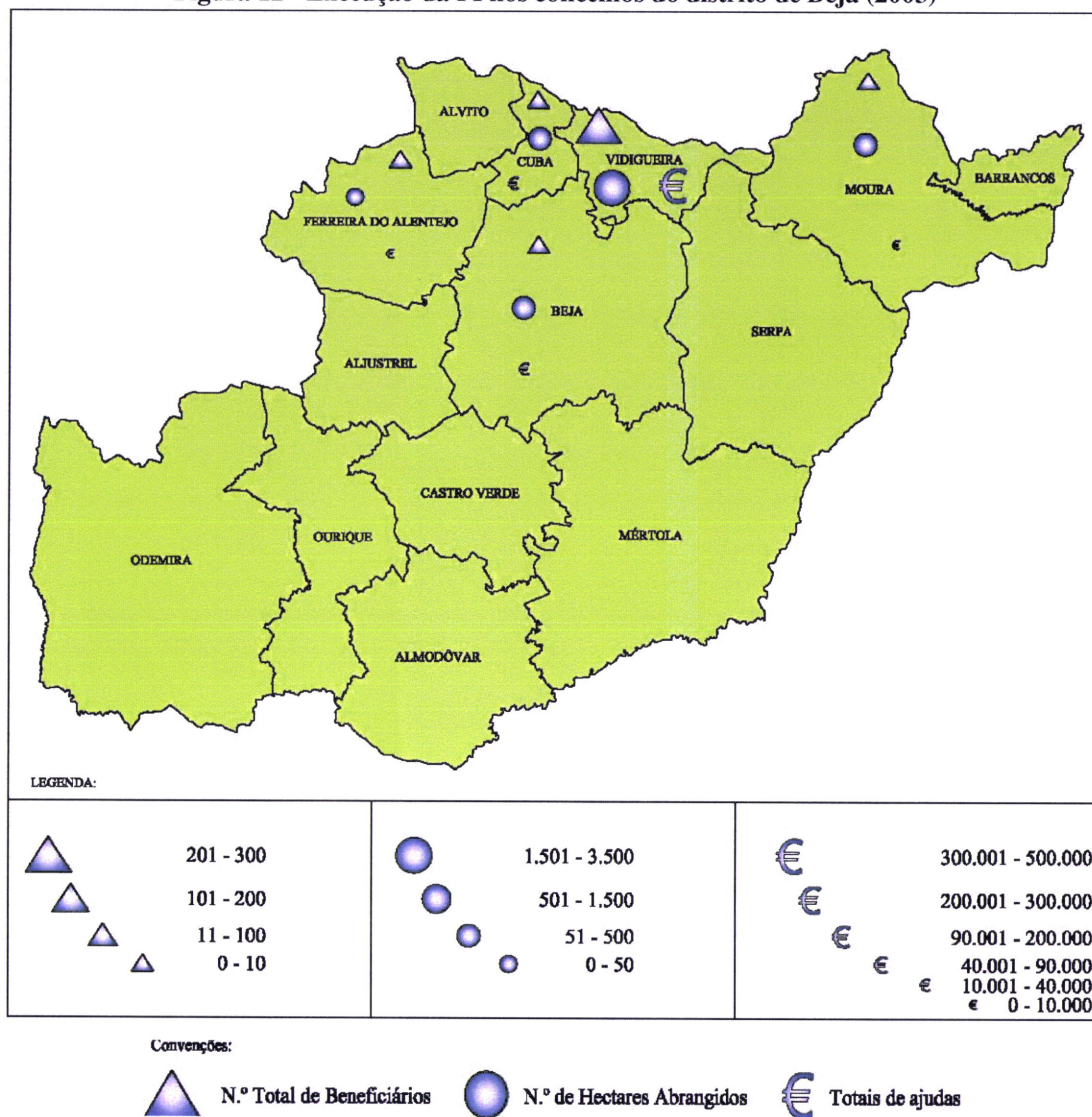 ALVITO
CUBA
VIDIGUEIRA
€
€
MOURA
BARRANCOS
FERREIRA DO ALENTEJO
€
€
BEJA
SERPA
€
ALJUSTREL
CASTRO VERDE
MÉRTOLA
OURIQUE
ODEMIRA
ALMODÔVAR
LEGENDA:
201 - 300
101 - 200
11 - 100
0 - 10
1.501 - 3.500
501 - 1.500
51 - 500
0 - 50
€ 300.001 - 500.000
€ 200.001 - 300.000
€ 90.001 - 200.000
€ 40.001 - 90.000
€ 10.001 - 40.000
€ 0 - 10.000
Convenções:
N.º Total de Beneficiários
N.º de Hectares Abrangidos
€ Totais de ajudas